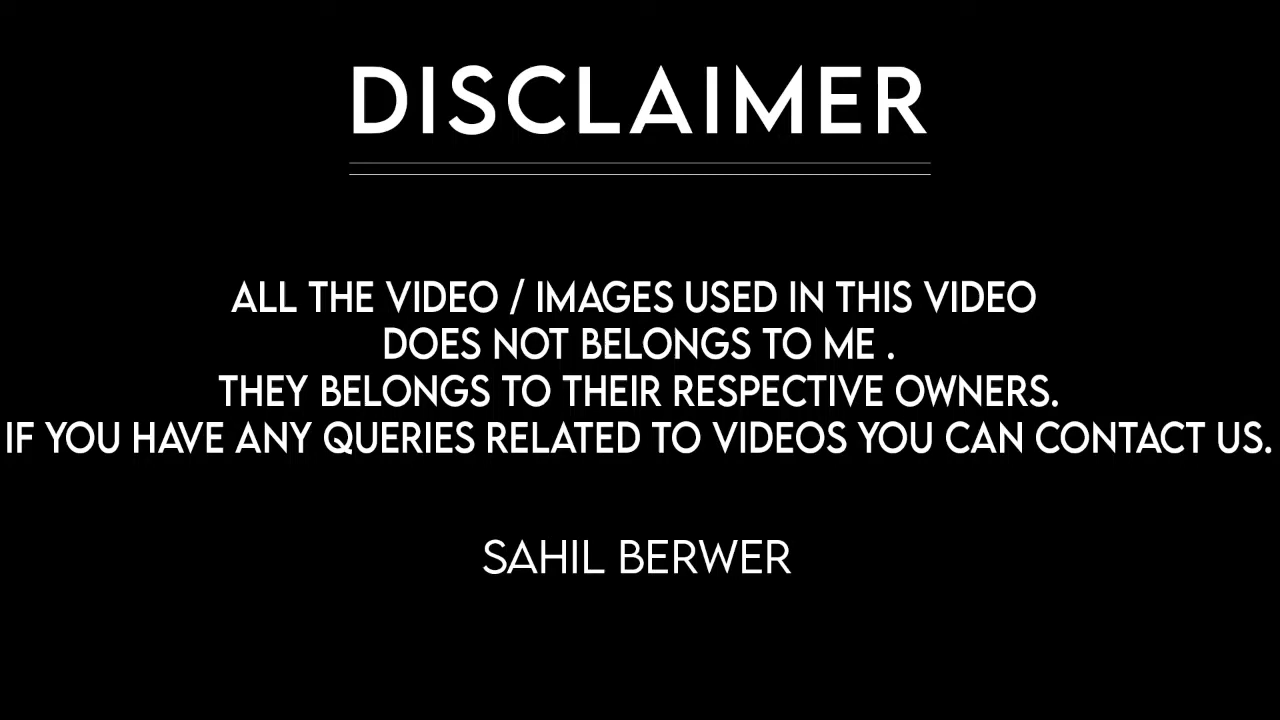 DISCLAIMER
ALL THE VIDEO / IMAGES USED IN THIS VIDEO
DOES NOT BELONGS TO ME .
THEY BELONGS TO THEIR RESPECTIVE OWNERS.
IF YOU HAVE ANY QUERIES RELATED TO VIDEOS YOU CAN CONTACT US.
SAHIL BERWER